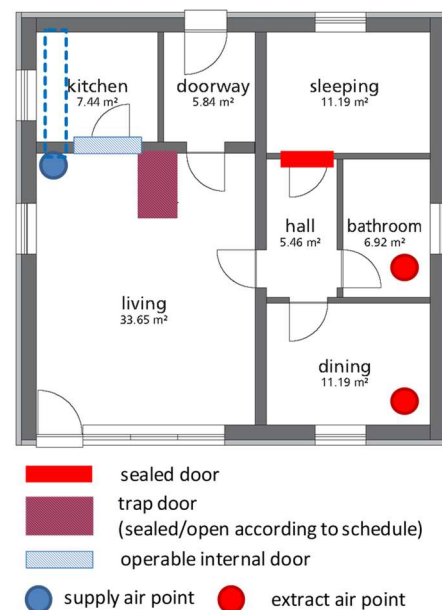 kitchen
7.44 m²
doorway
5.84 m²
sleeping
11.19 m²
hall
5.46 m²
bathroom
6.92 m²
living
33.65 m²
dining
11.19 m²
sealed door
trap door
(sealed/open according to schedule)
operable internal door
supply air point
extract air point